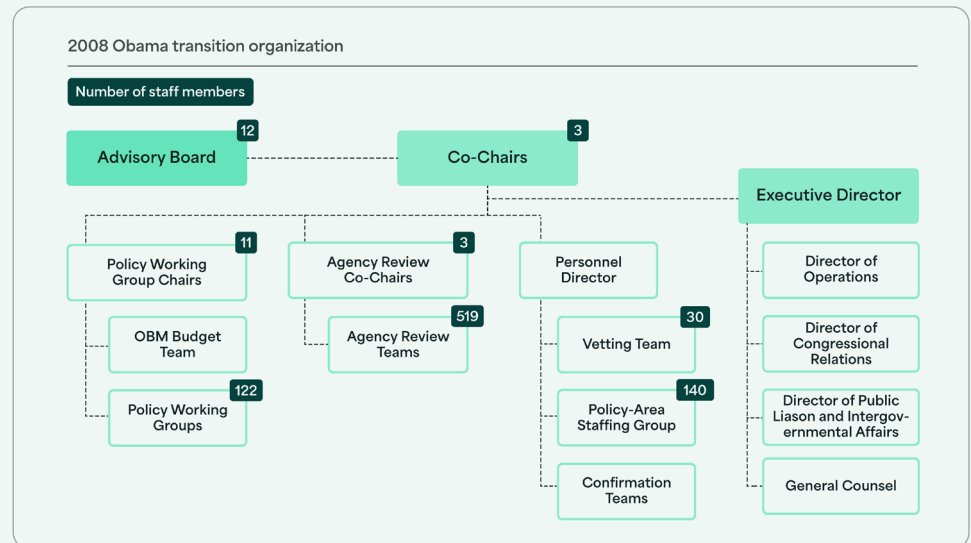 2008 Obama transition organization
Number of staff members
12
Advisory Board
3
Co-Chairs
Executive Director
11
Policy Working
Group Chairs
OBM Budget
Team
122
Policy Working
Groups
3
Agency Review
Co-Chairs
519
Agency Review
Teams
Personnel
Director
30
Vetting Team
140
Policy-Area
Staffing Group
Confirmation
Teams
Director of
Operations
Director of
Congressional
Relations
Director of Public
Liason and Intergov-
ernmental Affairs
General Counsel